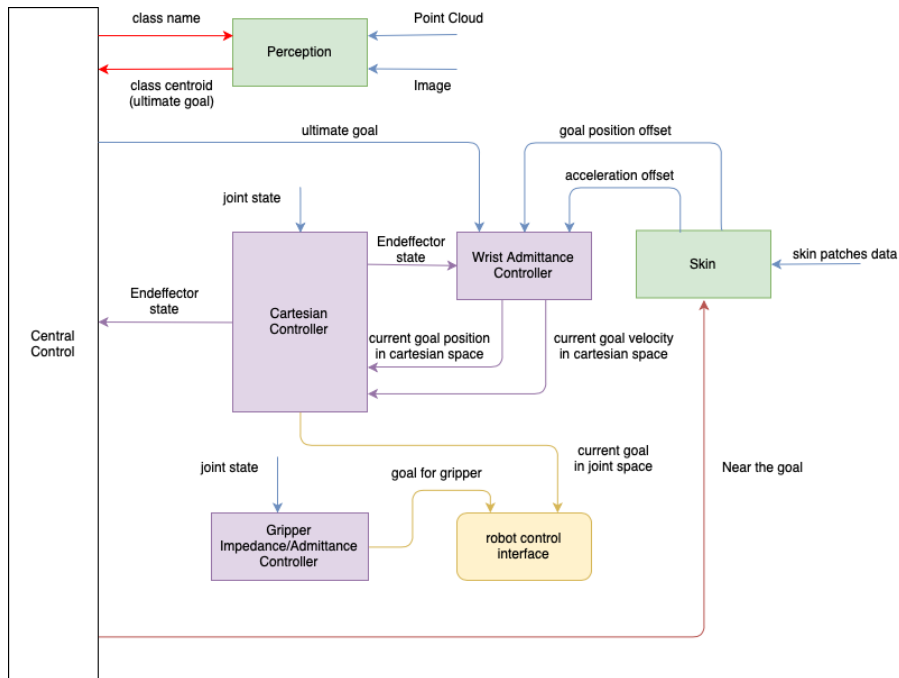 class name
Point Cloud
Perception
class centroid
(ultimate goal)
Image
ultimate goal
goal position offset
acceleration offset
joint state
Endeffector
state
Wrist Admittance
Controller
Skin
skin patches data
Endeffector
state
Cartesian
Controller
Central
Control
current goal position
in cartesian space
current goal velocity
in cartesian space
joint state
goal for gripper
current goal
in joint space
Near the goal
Gripper
Impedance/Admittance
Controller
robot control
interface